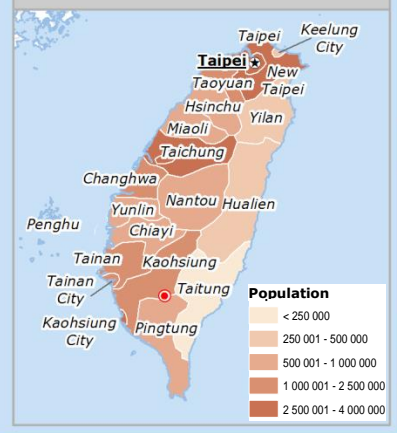 Taipei
Keelung
City
Taipei
New
Taipei
Taoyuan
Hsinchu
Yilan
Miaoli
Taichung
Changhwa
Nantou
Hualien
Yunlin
Penghu
Chiayi
Tainan
Kaohsiung
Tainan
City
Taitung
Kaohsiung
City
Pingtung
Population
< 250 000
250 001 - 500 000
500 001 - 1 000 000
1 000 001 - 2 500 000
2 500 001 - 4 000 000